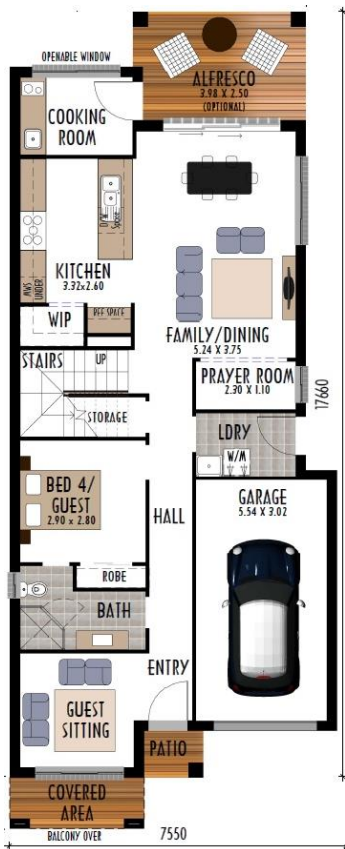 OPENABLE WINDOW
ALFRESCO
3.98 X 2.50
(OPTIONAL)
COOKING
ROOM
D/W
Space
KITCHEN
3.32x2.60
MWS
UNDER
WIP
REF SPACE
FAMILY/DINING
5.24 X 3.75
STAIRS
UP
PRAYER ROOM
2.30 X 1.10
17660
STORAGE
LDRY
W/M
BED 4/
GUEST
2.90 x 2.80
GARAGE
5.54 X 3.02
HALL
ROBE
BATH
ENTRY
GUEST
SITTING
PATIO
COVERED
AREA
BALCONY OVER
7550